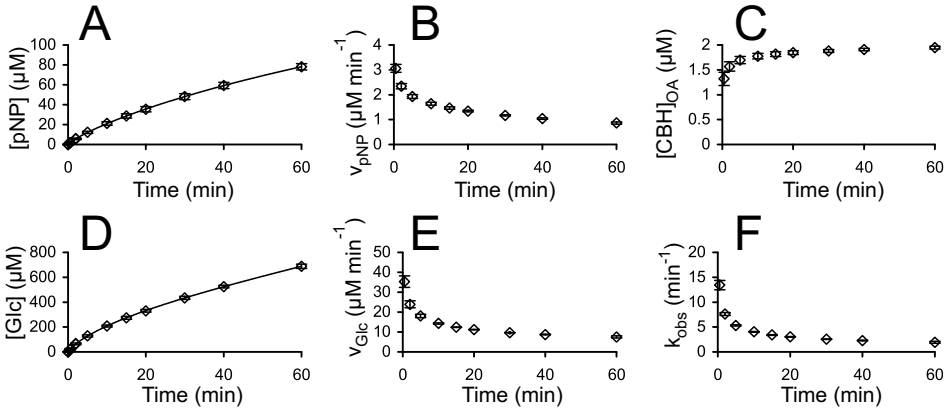 A
[pNP] (µM)
100
80
60
40
20
0
0 20 40 60
Time (min)
B
v_pNP (µM min^-1)
4
3
2
1
0
0 20 40 60
Time (min)
C
[CBH]_OA (µM)
2
1.5
1
0.5
0
0 20 40 60
Time (min)
D
[Glc] (µM)
800
600
400
200
0
0 20 40 60
Time (min)
E
v_Glc (µM min^-1)
50
40
30
20
10
0
0 20 40 60
Time (min)
F
k_obs (min^-1)
20
15
10
5
0
0 20 40 60
Time (min)